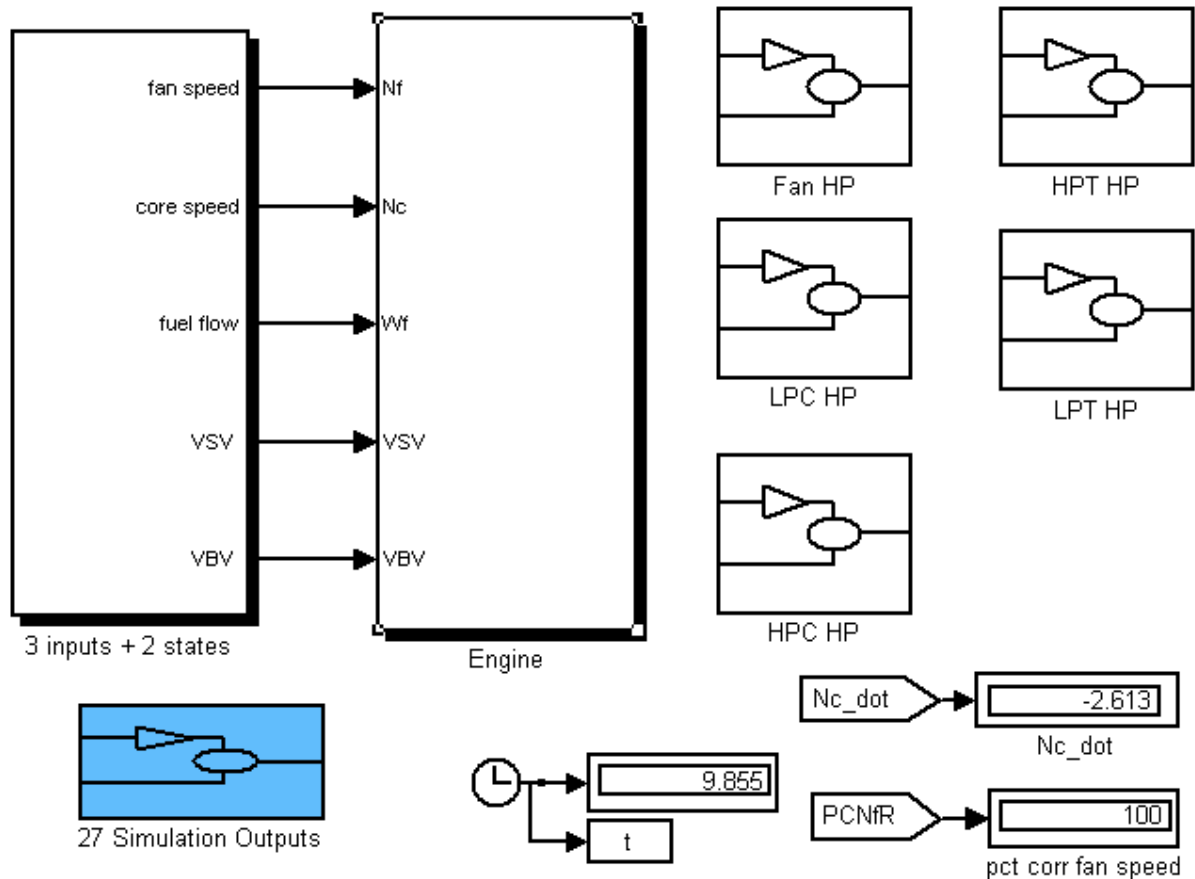 fan speed
Nf
core speed
Nc
fuel flow
Wf
VSV
VSV
VBV
VBV
3 inputs + 2 states
Engine
Fan HP
HPT HP
LPC HP
LPT HP
HPC HP
27 Simulation Outputs
9.855
t
Nc_dot
-2.613
Nc_dot
PCNfR
100
pct corr fan speed